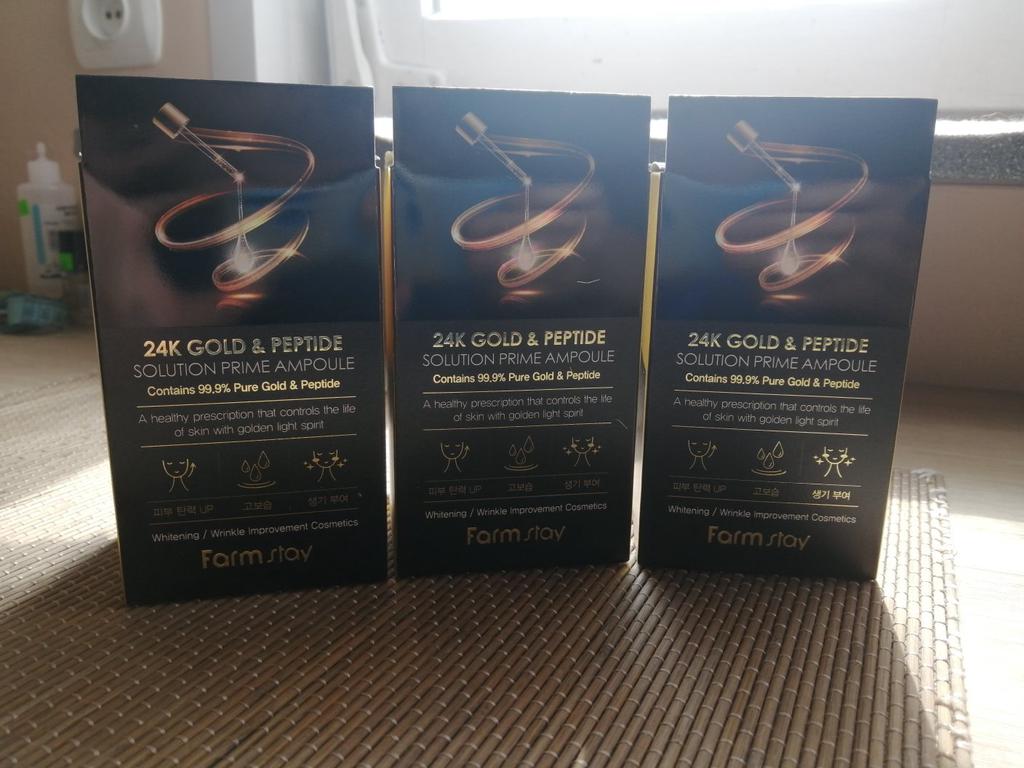 24K GOLD & PEPTIDE
SOLUTION PRIME AMPOULE
Contains 99.9% Pure Gold & Peptide
A healthy prescription that controls the life
of skin with golden light spirit
피부 탄력 UP 고보습 생기 부여
Whitening / Wrinkle Improvement Cosmetics
Farmstay
24K GOLD & PEPTIDE
SOLUTION PRIME AMPOULE
Contains 99.9% Pure Gold & Peptide
A healthy prescription that controls the life
of skin with golden light spirit
피부 탄력 UP 고보습 생기 부여
Whitening / Wrinkle Improvement Cosmetics
Farmstay
24K GOLD & PEPTIDE
SOLUTION PRIME AMPOULE
Contains 99.9% Pure Gold & Peptide
A healthy prescription that controls the life
of skin with golden light spirit
피부 탄력 UP 고보습 생기 부여
Whitening / Wrinkle Improvement Cosmetics
Farmstay